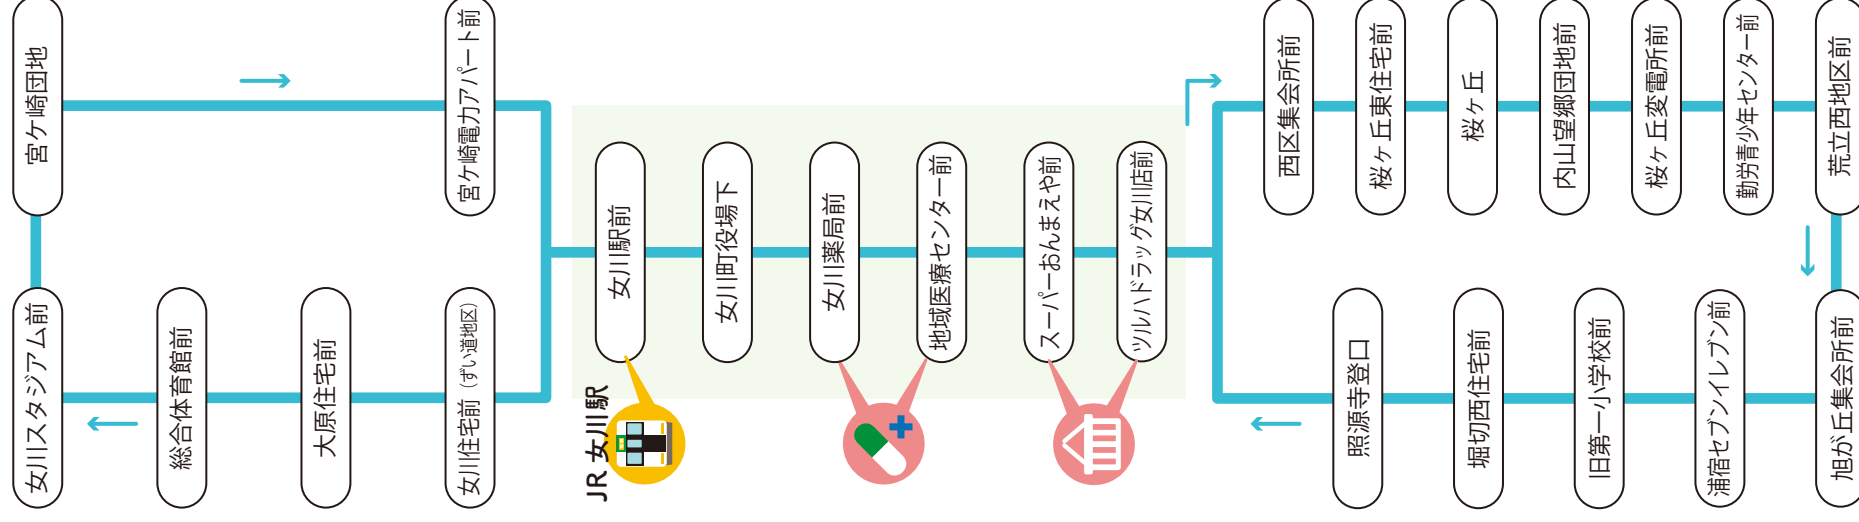 宮ケ崎団地
宮ケ崎電力アパート前
女川スタジアム前
総合体育館前
大原住宅前
女川住宅前（ずい道地区）
女川駅前
女川町役場下
女川薬局前
地域医療センター前
スーパーおんまえや前
ツルハドラッグ女川店前
JR 女川駅
西区集会所前
桜ヶ丘東住宅前
桜ヶ丘
内山望郷団地前
桜ヶ丘変電所前
勤労青少年センター前
荒立西地区前
照源寺登口
堀切西住宅前
旧第一小学校前
浦宿セブンイレブン前
旭が丘集会所前